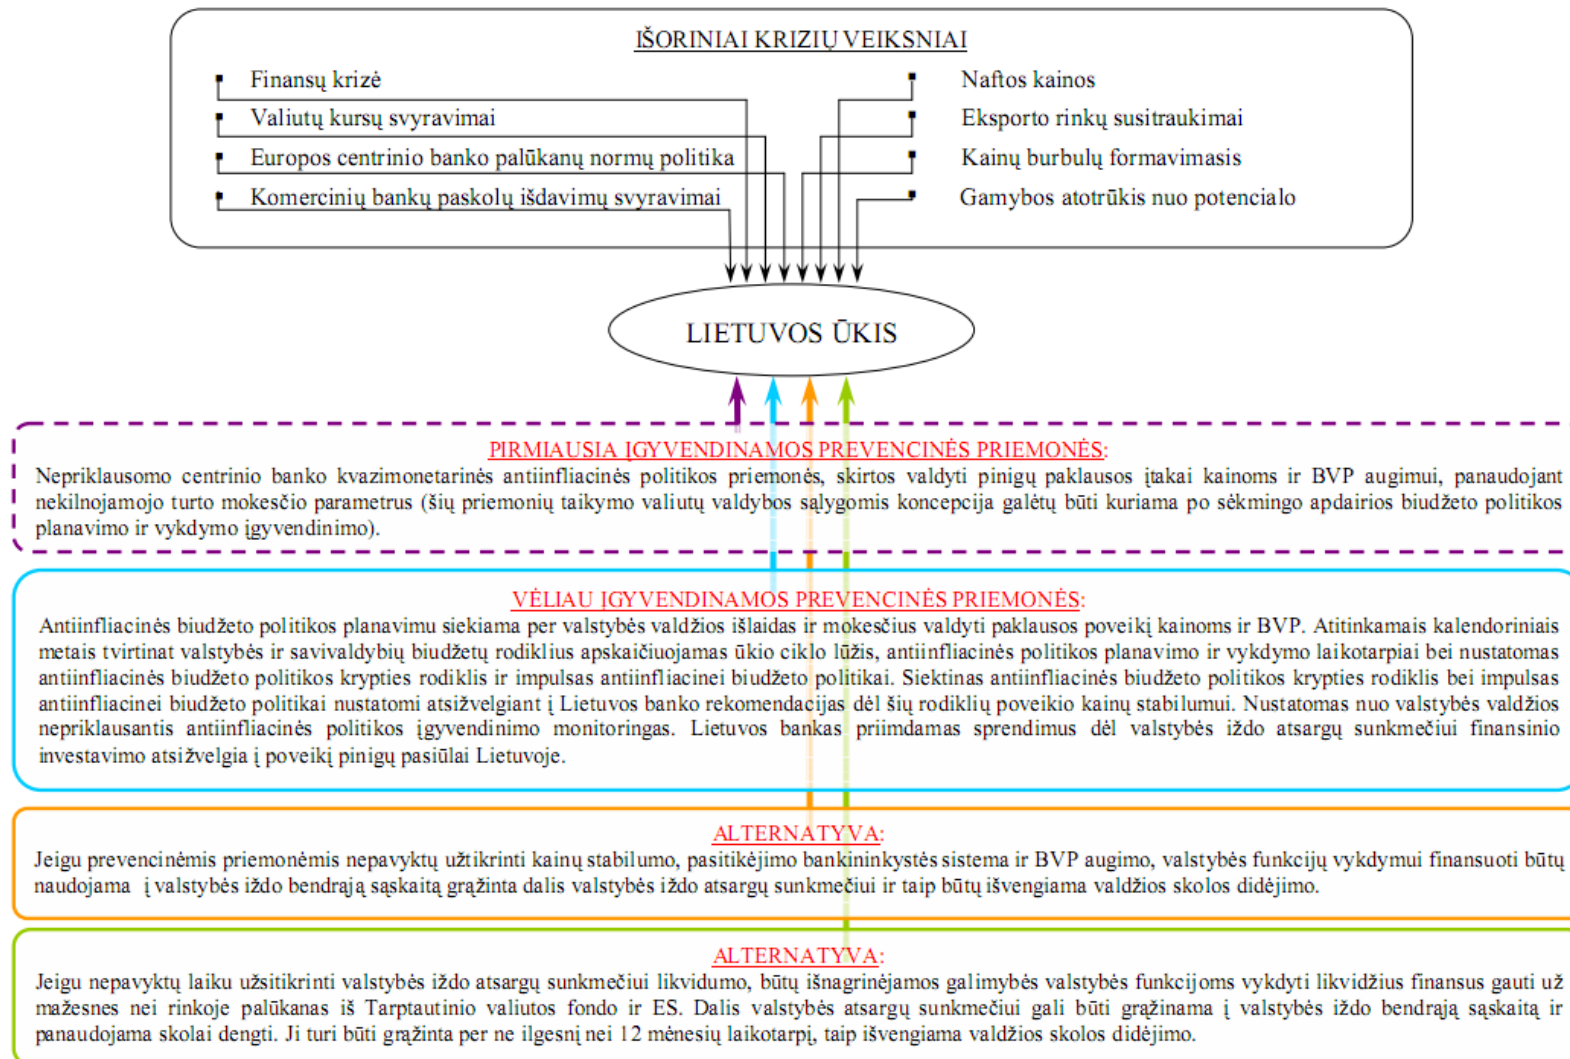 IŠORINIAI KRIZIŲ VEIKSNIAI
Finansų krizė
Valiutų kursų svyravimai
Europos centrinio banko palūkanų normų politika
Komercinių bankų paskolų išdavimų svyravimai
Naftos kainos
Eksporto rinkų susitraukimai
Kainų burbulų formavimasis
Gamybos atotrūkis nuo potencialo
LIETUVOS ŪKIS
PIRMIAUSIA ĮGYVENDINAMOS PREVENCINĖS PRIEMONĖS:
Nepriklausomo centrinio banko kvazimonetarinės antiinfliacinės politikos priemonės, skirtos valdyti pinigų paklausos įtakai kainoms ir BVP augimui, panaudojant
nekilnojamojo turto mokesčio parametrus (šių priemonių taikymo valiutų valdybos sąlygomis koncepcija galėtų būti kuriama po sėkmingo apdairios biudžeto politikos
planavimo ir vykdymo įgyvendinimo).
VĖLIAU ĮGYVENDINAMOS PREVENCINĖS PRIEMONĖS:
Antiinfliacinės biudžeto politikos planavimu siekiama per valstybės valdžios išlaidas ir mokesčius valdyti paklausos poveikį kainoms ir BVP. Atitinkamais kalendoriniais
metais tvirtinat valstybės ir savivaldybių biudžetų rodiklius apskaičiuojamas ūkio ciklo lūžis, antiinfliacinės politikos planavimo ir vykdymo laikotarpiai bei nustatomas
antiinfliacinės biudžeto politikos krypties rodiklis ir impulsas antiinfliacinei biudžeto politikai. Siektinas antiinfliacinės biudžeto politikos krypties rodiklis bei impulsas
antiinfliacinei biudžeto politikai nustatomi atsižvelgiant į Lietuvos banko rekomendacijas dėl šių rodiklių poveikio kainų stabilumui. Nustatomas nuo valstybės valdžios
nepriklausantis antiinfliacinės politikos įgyvendinimo monitoringas. Lietuvos bankas priimdamas sprendimus dėl valstybės iždo atsargų sunkmečiui finansinio
investavimo atsižvelgia į poveikį pinigų pasiūlai Lietuvoje.
ALTERNATYVA:
Jeigu prevencinėmis priemonėmis nepavyktų užtikrinti kainų stabilumo, pasitikėjimo bankininkystės sistema ir BVP augimo, valstybės funkcijų vykdymui finansuoti būtų
naudojama į valstybės iždo bendrąją sąskaitą grąžinta dalis valstybės iždo atsargų sunkmečiui ir taip būtų išvengiama valdžios skolos didėjimo.
ALTERNATYVA:
Jeigu nepavyktų laiku užsitikrinti valstybės iždo atsargų sunkmečiui likvidumo, būtų išnagrinėjamos galimybės valstybės funkcijoms vykdyti likvidžius finansus gauti už
mažesnes nei rinkoje palūkanas iš Tarptautinio valiutos fondo ir ES. Dalis valstybės atsargų sunkmečiui gali būti grąžinama į valstybės iždo bendrąją sąskaitą ir
panaudojama skolai dengti. Ji turi būti grąžinta per ne ilgesnį nei 12 mėnesių laikotarpį, taip išvengiama valdžios skolos didėjimo.